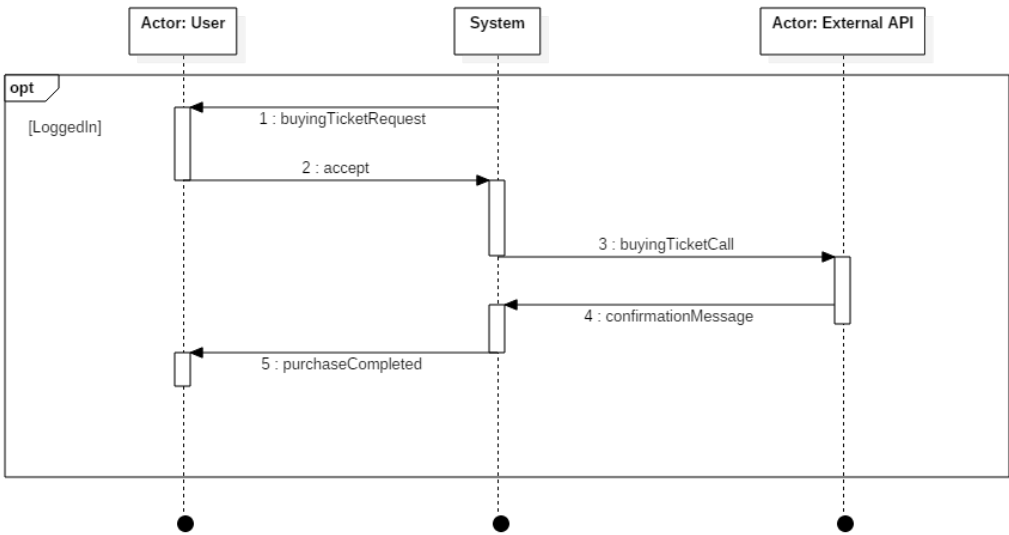 Actor: User
System
Actor: External API
opt
[LoggedIn]
1 : buyingTicketRequest
2 : accept
3 : buyingTicketCall
4 : confirmationMessage
5 : purchaseCompleted